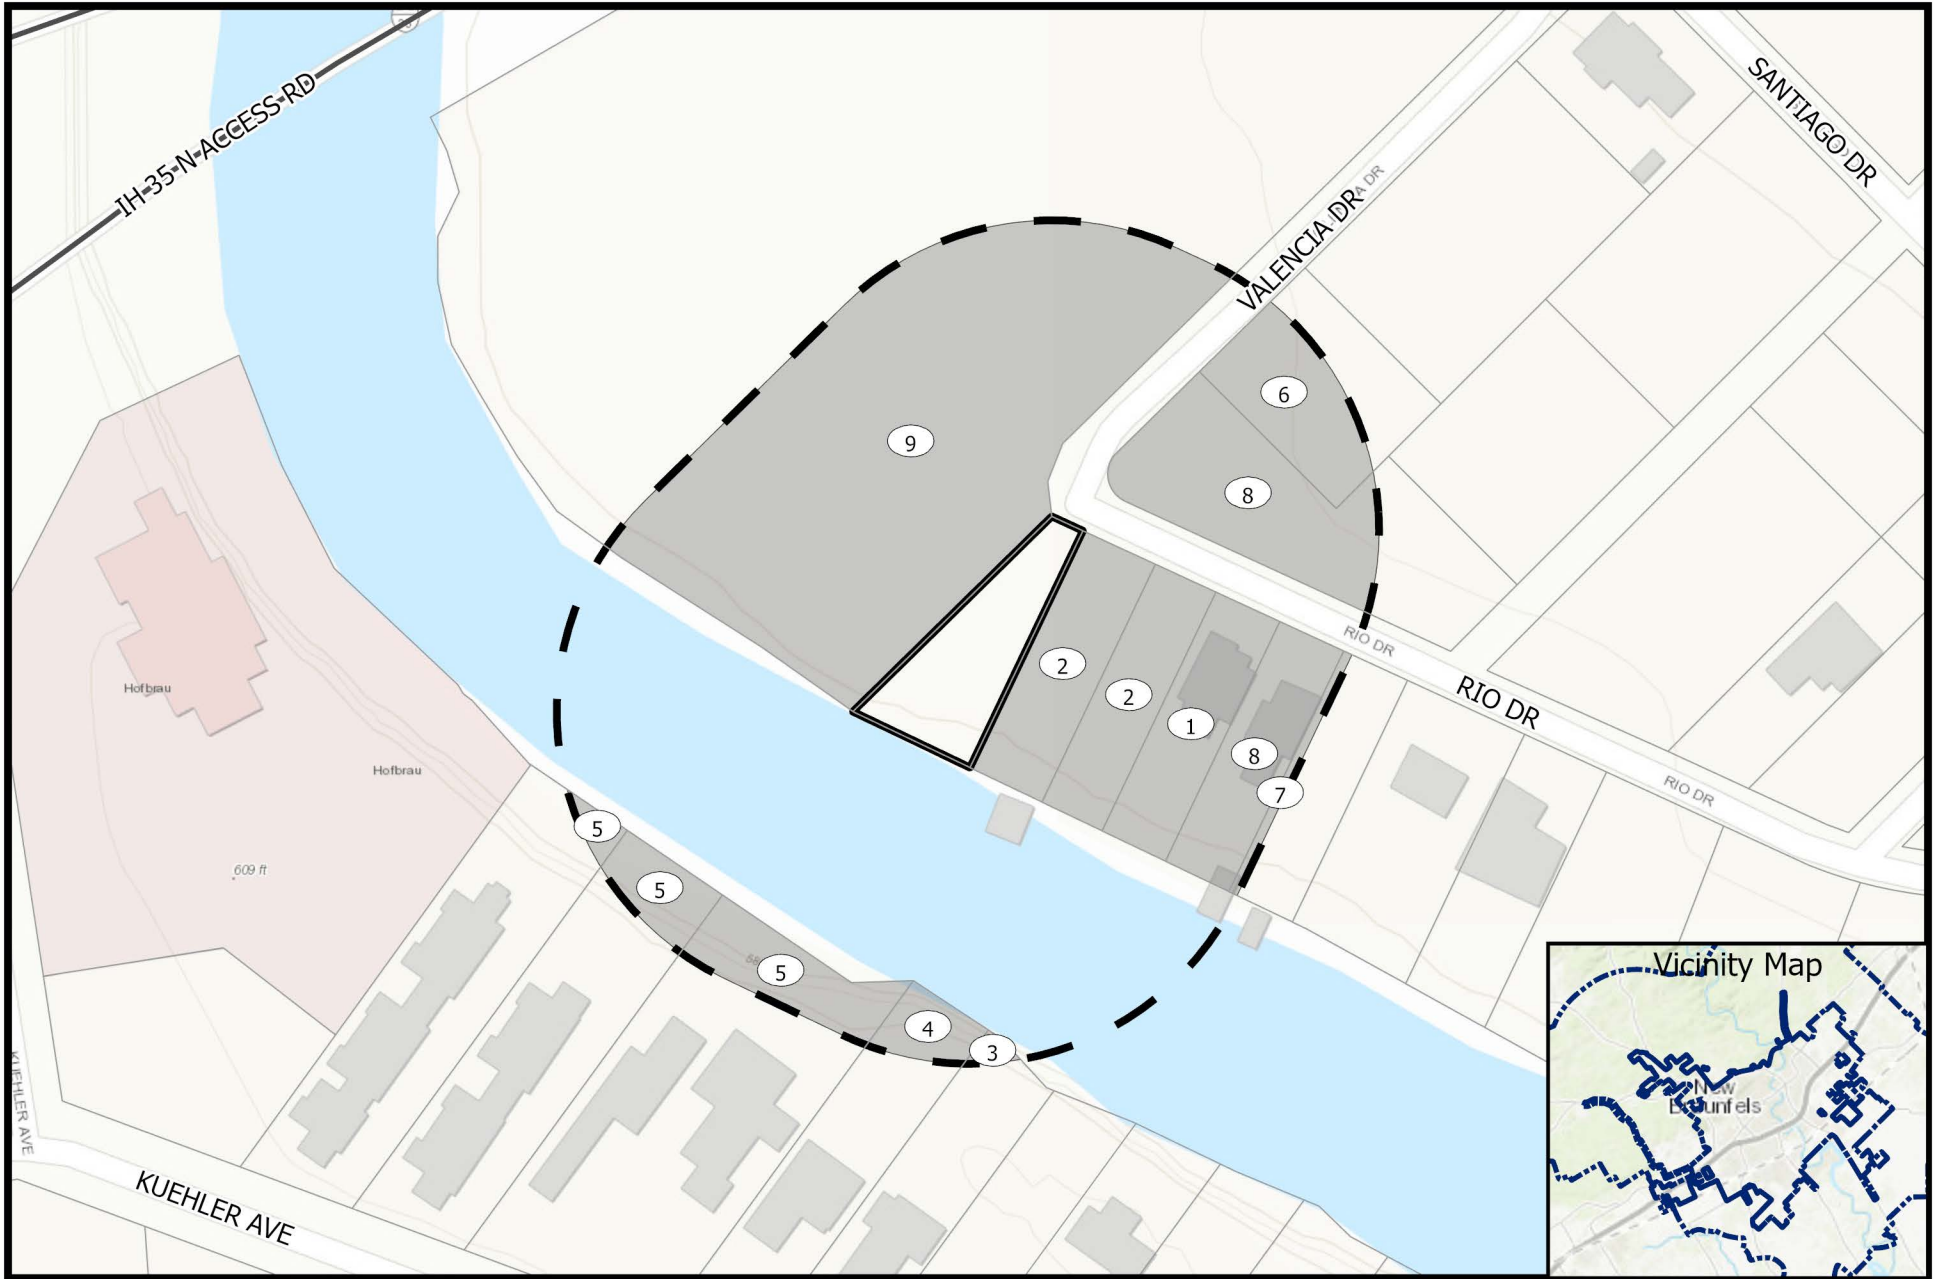 IH 35 N ACCESS RD
SANTIAGO DR
VALENCIA DR
A DR
6
9
8
RIO DR
2
2
RIO DR
1
8
7
Hofbrau
Hofbrau
RIO DR
5
609 ft
5
5
4
3
KUEHLER AVE
KUEHLER AVE
Vicinity Map
New
Braunfels